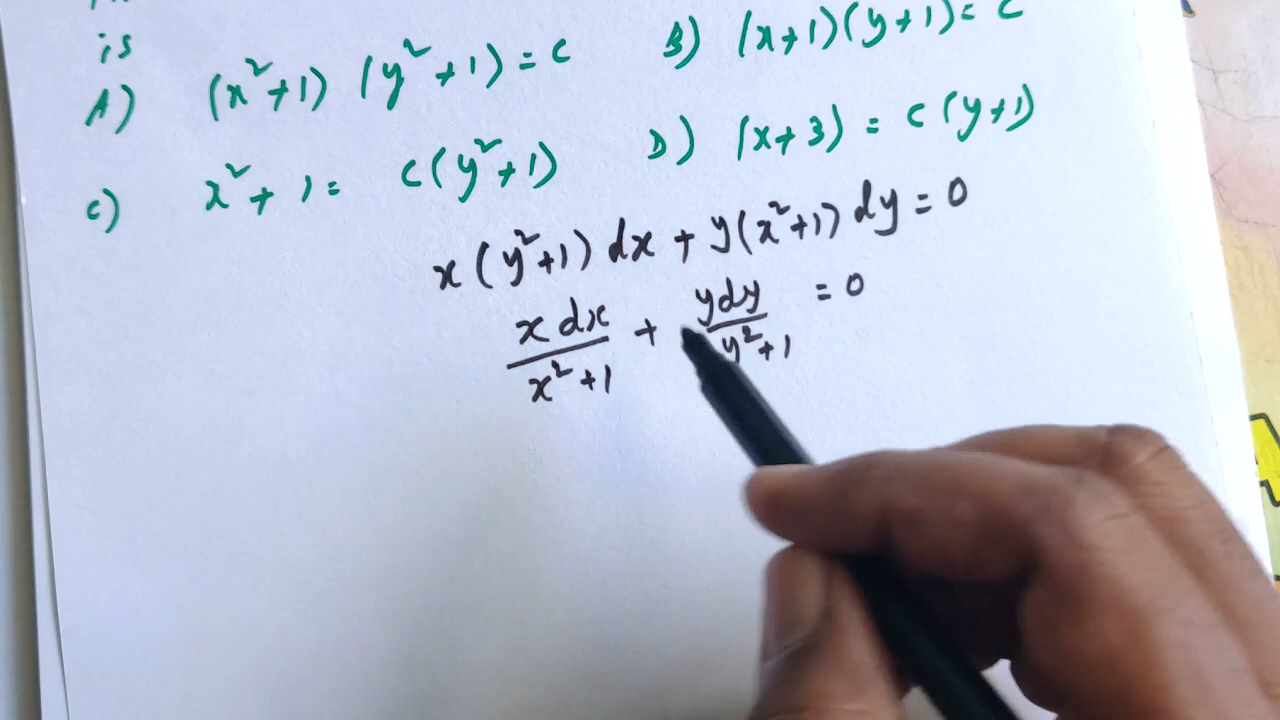 is
A) (x²+1) (y²+1) = c B) (x+1)(y+1) = c
C) x²+1 = c(y²+1) D) (x+3) = c(y+1)
x(y²+1)dx + y(x²+1)dy = 0
x dx / x²+1 + ydy / y²+1 = 0